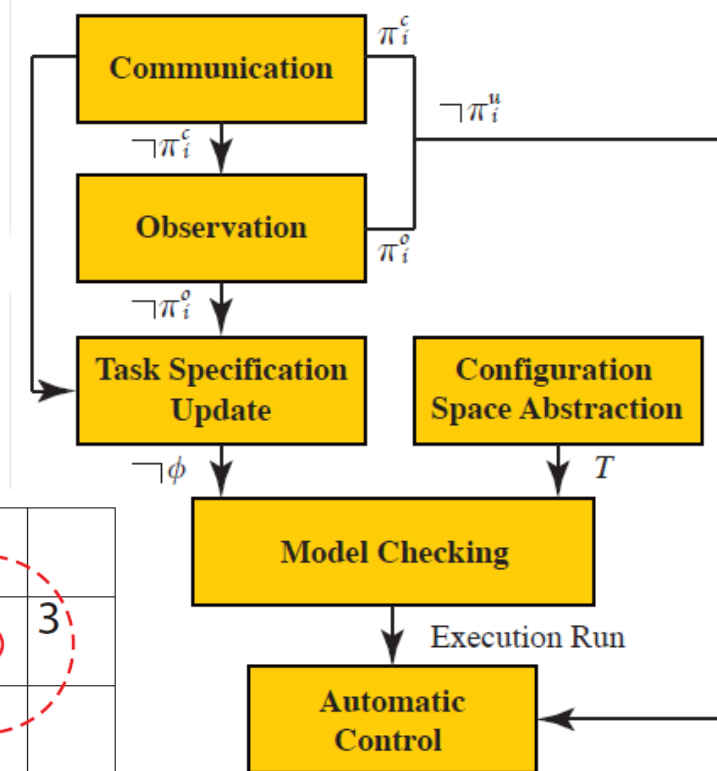 Communication
π_i^c
¬π_i^u
¬π_i^c
Observation
π_i^o
¬π_i^o
Task Specification
Update
Configuration
Space Abstraction
¬ϕ
T
Model Checking
3
Execution Run
Automatic
Control